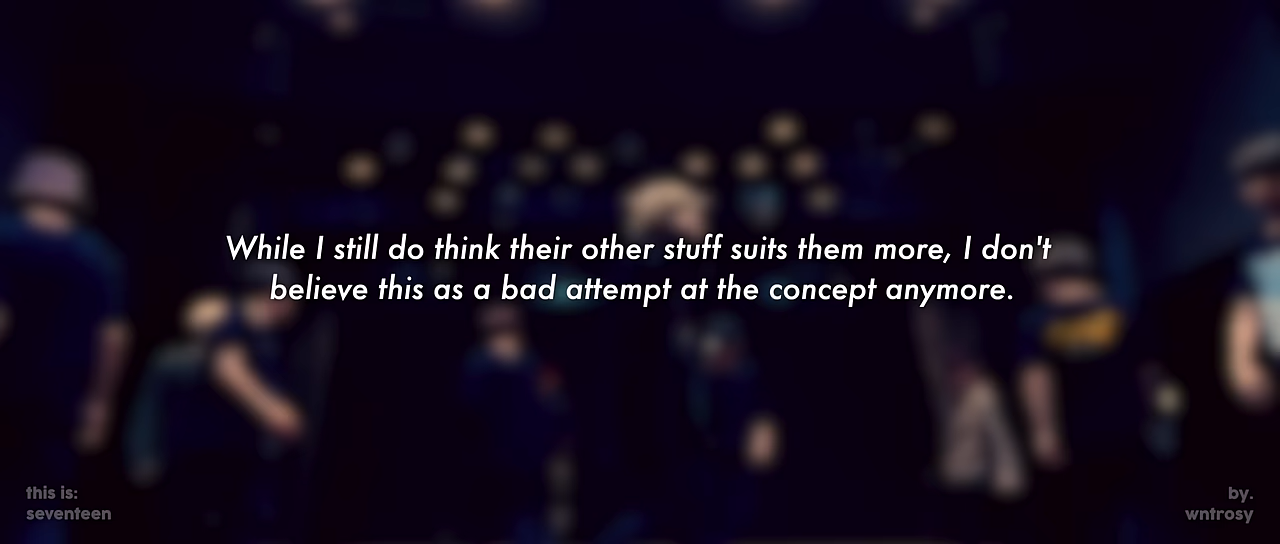 While I still do think their other stuff suits them more, I don't
believe this as a bad attempt at the concept anymore.
this is:
seventeen
by.
wntrosy